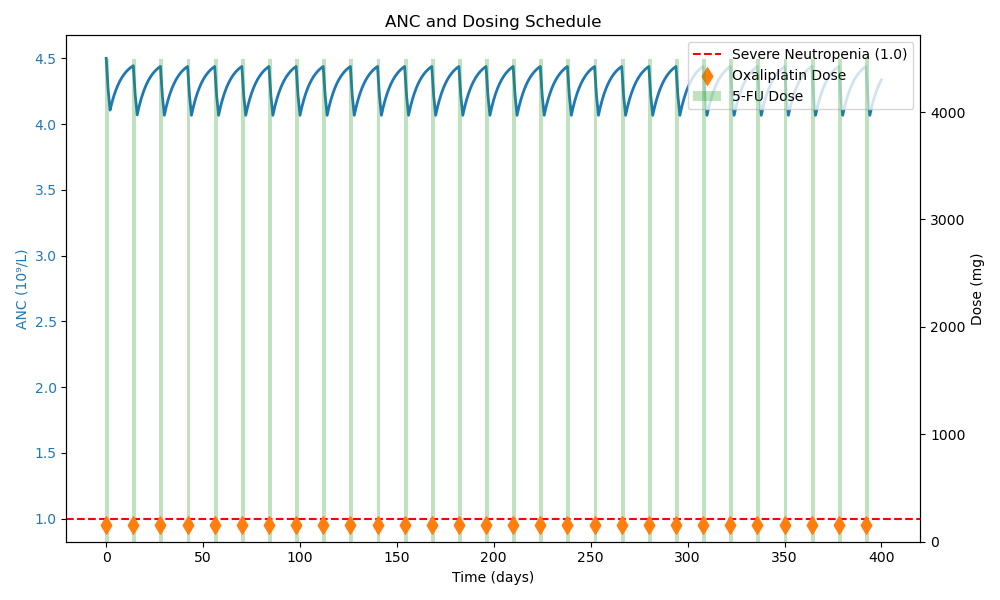 ANC and Dosing Schedule
Severe Neutropenia (1.0)
Oxaliplatin Dose
5-FU Dose
4.5
4.0
3.5
3.0
2.5
2.0
1.5
1.0
ANC (10⁹/L)
4000
3000
2000
1000
0
Dose (mg)
0 50 100 150 200 250 300 350 400
Time (days)